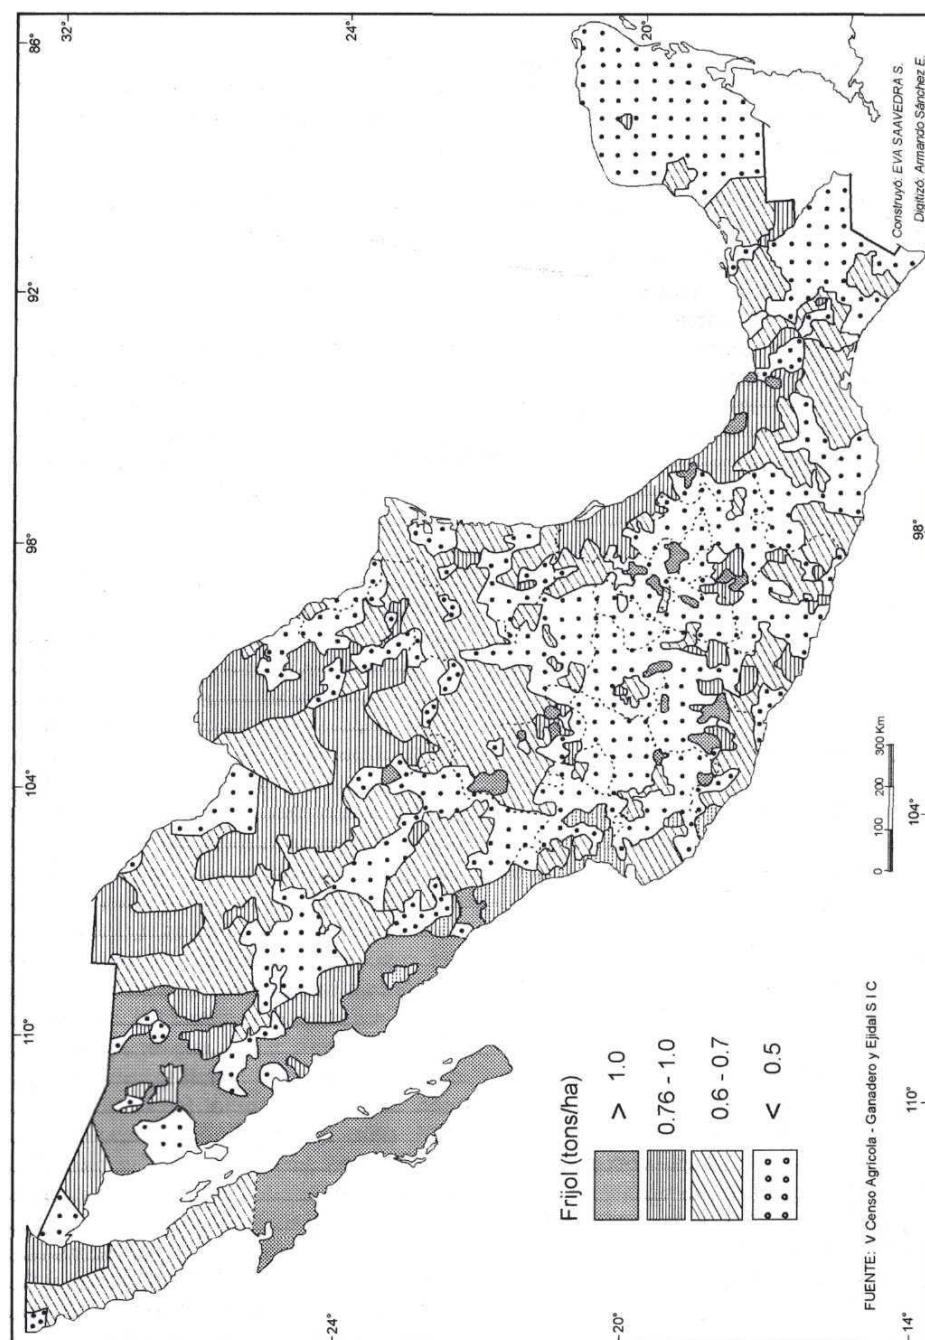 110°
104°
98°
92°
86°
32°
24°
24°
20°
20°
Frijol (tons/ha)
> 1.0
0.76 - 1.0
0.6 - 0.7
< 0.5
0 100 200 300 Km
FUENTE: V Censo Agricola - Ganadero y Ejidal S I C
Construyó: EVA SAAVEDRA S.
Digitizó: Armando Sánchez E.
14°
110°
104°
98°